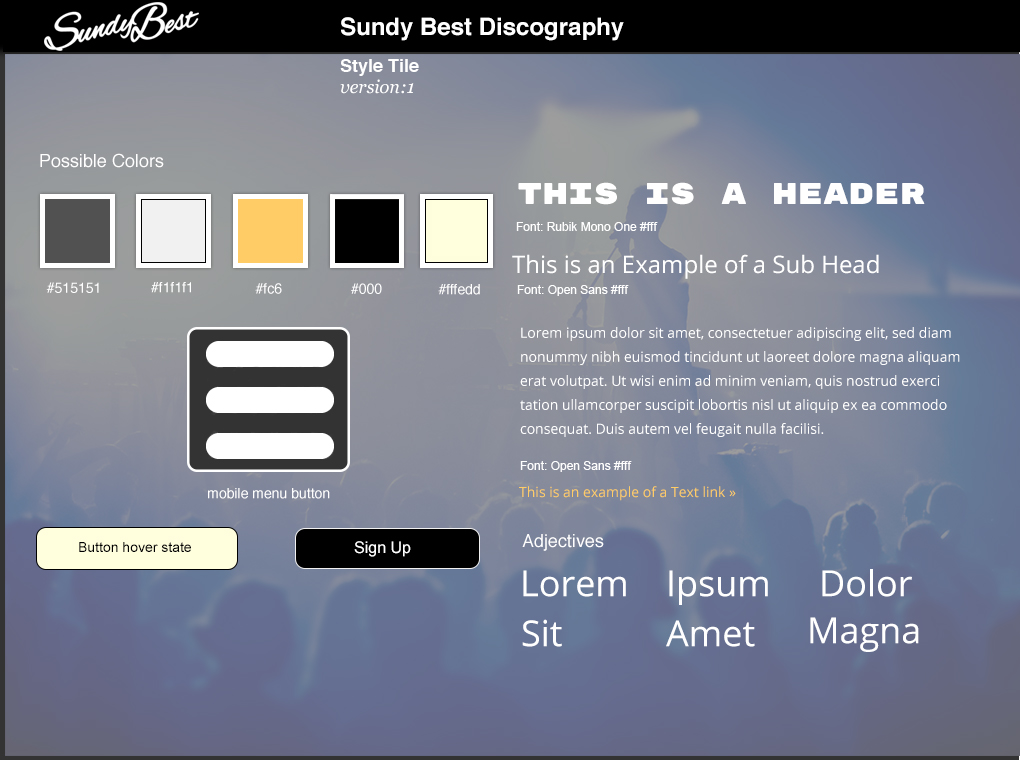 Sundy Best
Sundy Best Discography
Style Tile
version:1
Possible Colors
#515151
#f1f1f1
#fc6
#000
#fffedd
mobile menu button
Button hover state
Sign Up
THIS IS A HEADER
Font: Rubik Mono One #fff
This is an Example of a Sub Head
Font: Open Sans #fff
Lorem ipsum dolor sit amet, consectetuer adipiscing elit, sed diam
nonummy nibh euismod tincidunt ut laoreet dolore magna aliquam
erat volutpat. Ut wisi enim ad minim veniam, quis nostrud exerci
tation ullamcorper suscipit lobortis nisl ut aliquip ex ea commodo
consequat. Duis autem vel feugait nulla facilisi.
Font: Open Sans #fff
This is an example of a Text link »
Adjectives
Lorem Ipsum Dolor
Sit Amet Magna